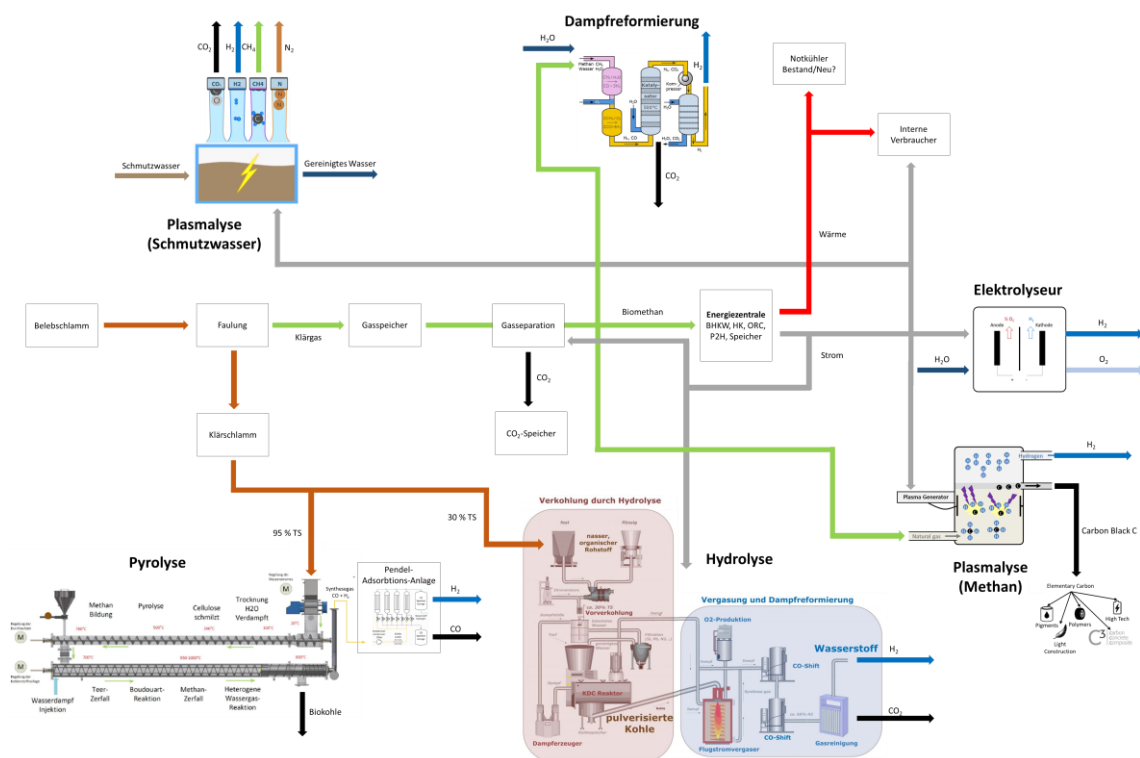 CO2
H2
CH4
N2
CO₂
H2
CH4
N
Schmutzwasser
Gereinigtes Wasser
Plasmalyse
(Schmutzwasser)
Dampfreformierung
H2O
H2
CO2
Notkühler
Bestand/Neu?
Interne
Verbraucher
Wärme
Belebschlamm
Faulung
Klärgas
Gasspeicher
Gasseparation
Biomethan
Energiezentrale
BHKW, HK, ORC,
P2H, Speicher
Strom
Elektrolyseur
Anode
Kathode
H2
H2O
O2
CO2
CO2-Speicher
Klärschlamm
95 % TS
30 % TS
Plasma Generator
Hydrogen
H2
Natural gas
Carbon Black C
Plasmalyse
(Methan)
Elementary Carbon
Pigments
Polymers
High Tech
Light
Construction
Pyrolyse
Methan
Bildung
Pyrolyse
Cellulose
schmilzt
Trocknung
H2O
Verdampft
Synthesegas
CO + H2
M
M
M
Wasserdampf
Injektion
Teer-
Zerfall
Boudouart-
Reaktion
Methan-
Zerfall
Heterogene
Wassergas-
Reaktion
Biokohle
Pendel-
Adsorbtions-Anlage
H2
CO
Hydrolyse
Verkohlung durch Hydrolyse
nasser,
organischer
Rohstoff
Vorverkohlung
KDC Reaktor
pulverisierte
Kohle
Dampferzeuger
Vergasung und Dampfreformierung
O2-Produktion
CO-Shift
Wasserstoff
H2
CO2
CO-Shift
Flugstromvergaser
Gasreinigung